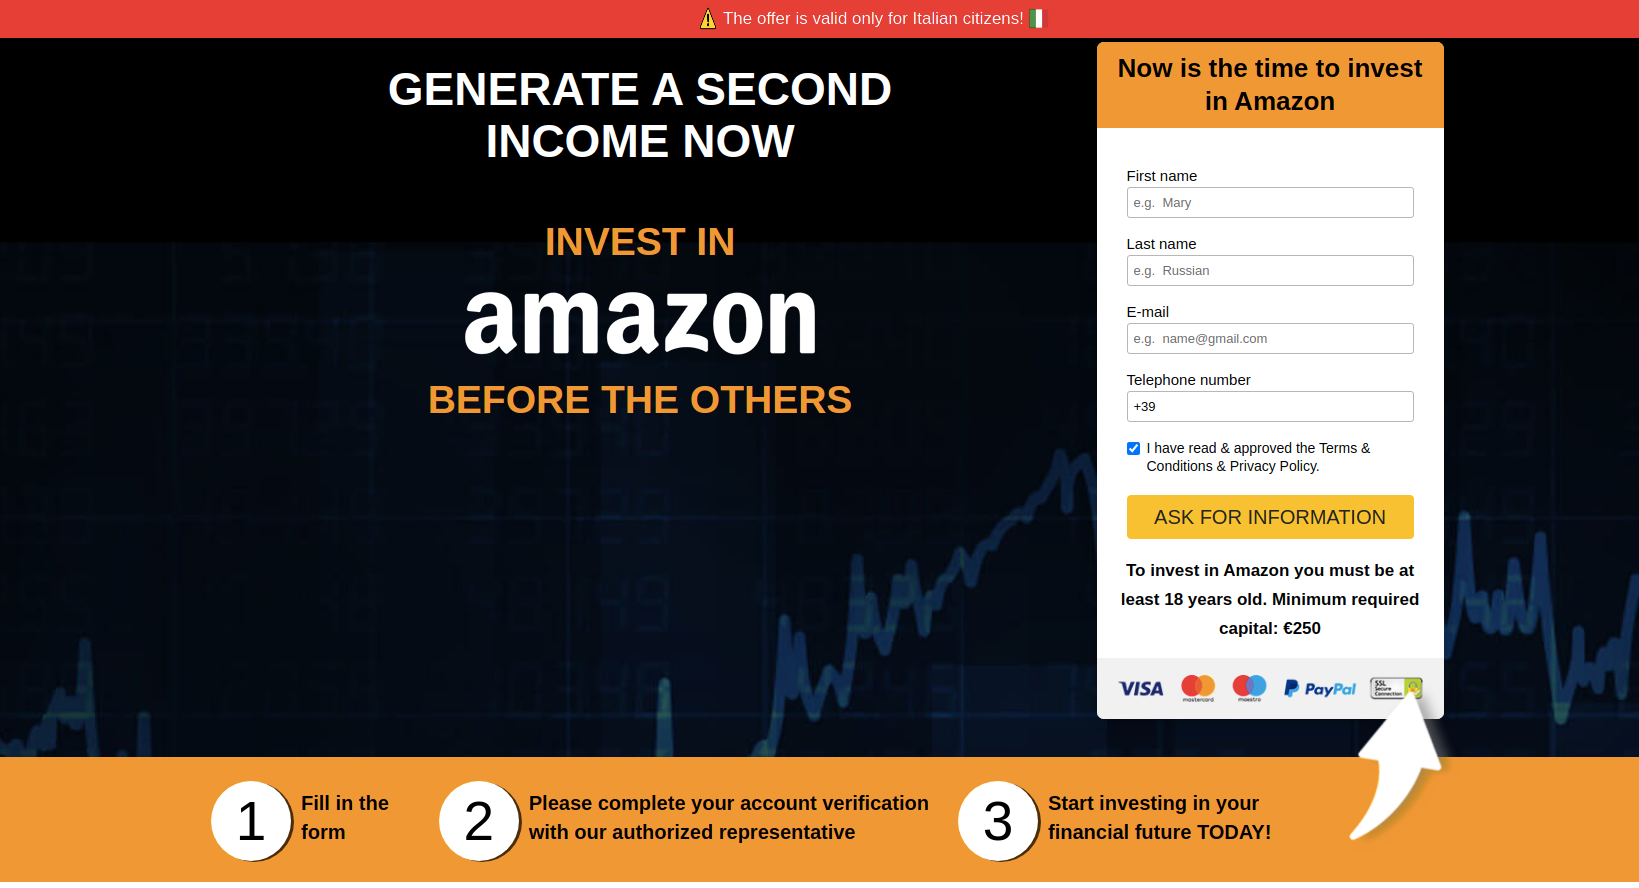 ⚠️ The offer is valid only for Italian citizens! 🇮🇹
GENERATE A SECOND
INCOME NOW
INVEST IN
amazon
BEFORE THE OTHERS
Now is the time to invest
in Amazon
First name
e.g. Mary
Last name
e.g. Russian
E-mail
e.g. name@gmail.com
Telephone number
+39
I have read & approved the Terms &
Conditions & Privacy Policy.
ASK FOR INFORMATION
To invest in Amazon you must be at
least 18 years old. Minimum required
capital: €250
VISA
mastercard
maestro
PayPal
SSL
Secure
Connection
1
Fill in the
form
2
Please complete your account verification
with our authorized representative
3
Start investing in your
financial future TODAY!